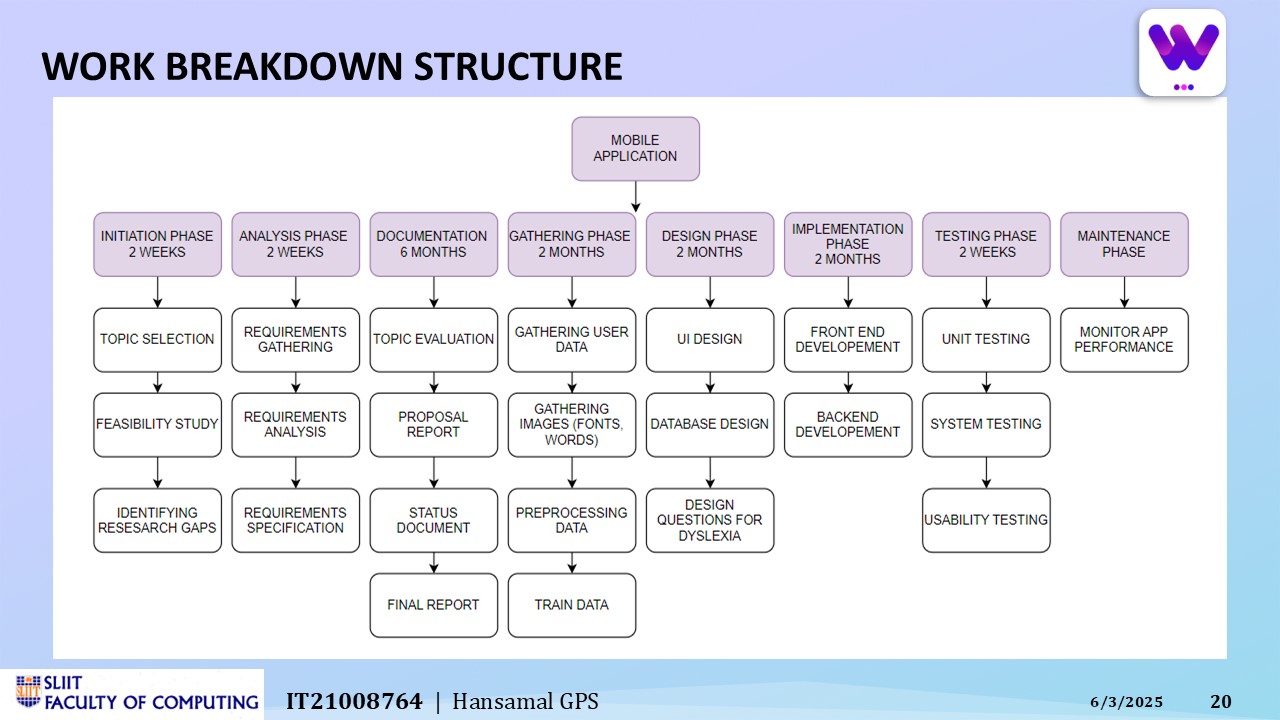 WORK BREAKDOWN STRUCTURE
MOBILE
APPLICATION
INITIATION PHASE
2 WEEKS
ANALYSIS PHASE
2 WEEKS
DOCUMENTATION
6 MONTHS
GATHERING PHASE
2 MONTHS
DESIGN PHASE
2 MONTHS
IMPLEMENTATION
PHASE
2 MONTHS
TESTING PHASE
2 WEEKS
MAINTENANCE
PHASE
TOPIC SELECTION
REQUIREMENTS
GATHERING
TOPIC EVALUATION
GATHERING USER
DATA
UI DESIGN
FRONT END
DEVELOPEMENT
UNIT TESTING
MONITOR APP
PERFORMANCE
FEASIBILITY STUDY
REQUIREMENTS
ANALYSIS
PROPOSAL
REPORT
GATHERING
IMAGES (FONTS,
WORDS)
DATABASE DESIGN
BACKEND
DEVELOPEMENT
SYSTEM TESTING
IDENTIFYING
RESESARCH GAPS
REQUIREMENTS
SPECIFICATION
STATUS
DOCUMENT
PREPROCESSING
DATA
DESIGN
QUESTIONS FOR
DYSLEXIA
USABILITY TESTING
FINAL REPORT
TRAIN DATA
SLIIT
FACULTY OF COMPUTING
IT21008764 | Hansamal GPS
6/3/2025
20